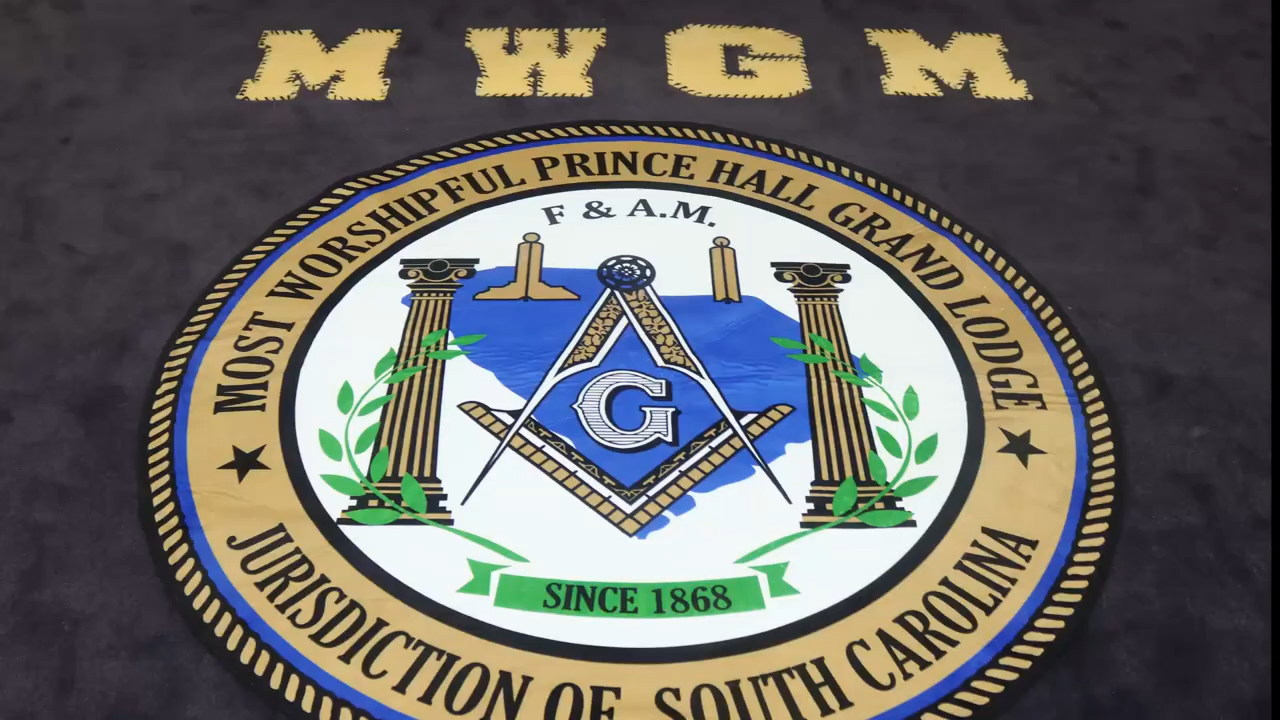 MWGM
MOST WORSHIPFUL PRINCE HALL GRAND LODGE
F & A.M.
G
SINCE 1868
JURISDICTION OF SOUTH CAROLINA